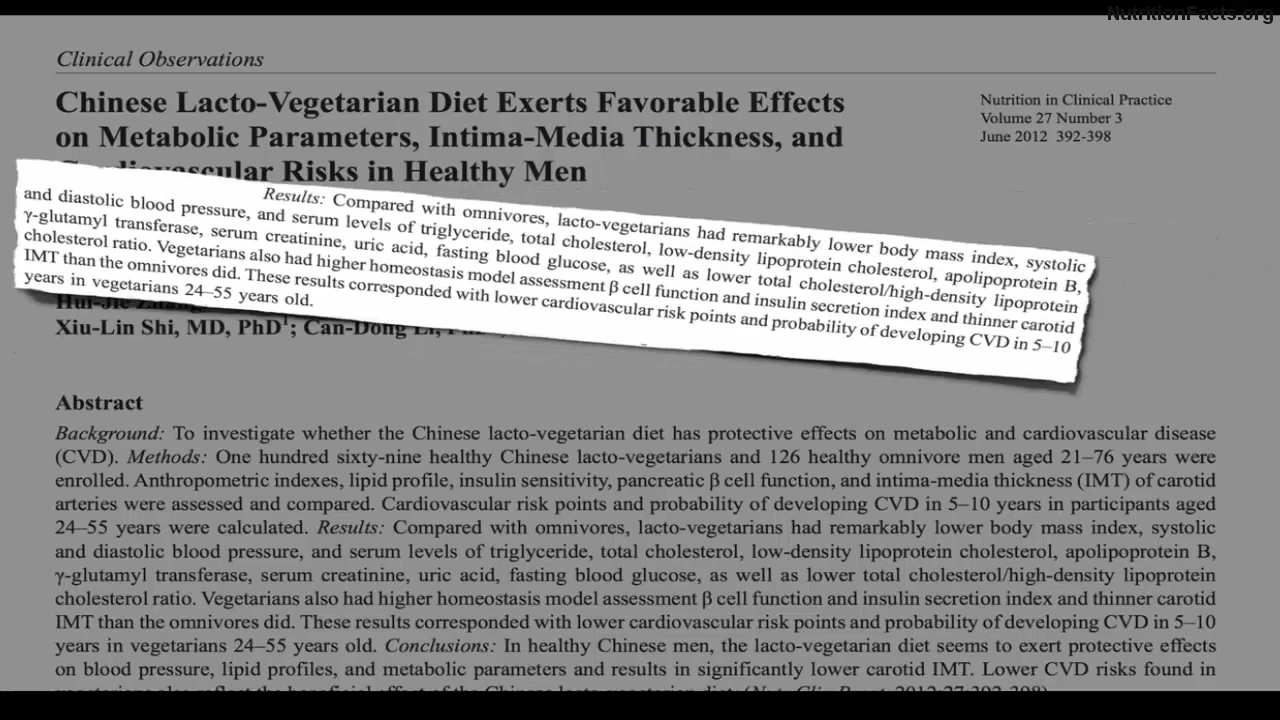 NutritionFacts.org
Clinical Observations
Chinese Lacto-Vegetarian Diet Exerts Favorable Effects
on Metabolic Parameters, Intima-Media Thickness, and
Cardiovascular Risks in Healthy Men
Nutrition in Clinical Practice
Volume 27 Number 3
June 2012 392-398
Results: Compared with omnivores, lacto-vegetarians had remarkably lower body mass index, systolic
and diastolic blood pressure, and serum levels of triglyceride, total cholesterol, low-density lipoprotein cholesterol, apolipoprotein B,
γ-glutamyl transferase, serum creatinine, uric acid, fasting blood glucose, as well as lower total cholesterol/high-density lipoprotein
cholesterol ratio. Vegetarians also had higher homeostasis model assessment β cell function and insulin secretion index and thinner carotid
IMT than the omnivores did. These results corresponded with lower cardiovascular risk points and probability of developing CVD in 5–10
years in vegetarians 24–55 years old.
Xiu-Lin Shi, MD, PhD1; Can-Dong
Abstract
Background: To investigate whether the Chinese lacto-vegetarian diet has protective effects on metabolic and cardiovascular disease
(CVD). Methods: One hundred sixty-nine healthy Chinese lacto-vegetarians and 126 healthy omnivore men aged 21–76 years were
enrolled. Anthropometric indexes, lipid profile, insulin sensitivity, pancreatic β cell function, and intima-media thickness (IMT) of carotid
arteries were assessed and compared. Cardiovascular risk points and probability of developing CVD in 5–10 years in participants aged
24–55 years were calculated. Results: Compared with omnivores, lacto-vegetarians had remarkably lower body mass index, systolic
and diastolic blood pressure, and serum levels of triglyceride, total cholesterol, low-density lipoprotein cholesterol, apolipoprotein B,
γ-glutamyl transferase, serum creatinine, uric acid, fasting blood glucose, as well as lower total cholesterol/high-density lipoprotein
cholesterol ratio. Vegetarians also had higher homeostasis model assessment β cell function and insulin secretion index and thinner carotid
IMT than the omnivores did. These results corresponded with lower cardiovascular risk points and probability of developing CVD in 5–10
years in vegetarians 24–55 years old. Conclusions: In healthy Chinese men, the lacto-vegetarian diet seems to exert protective effects
on blood pressure, lipid profiles, and metabolic parameters and results in significantly lower carotid IMT. Lower CVD risks found in